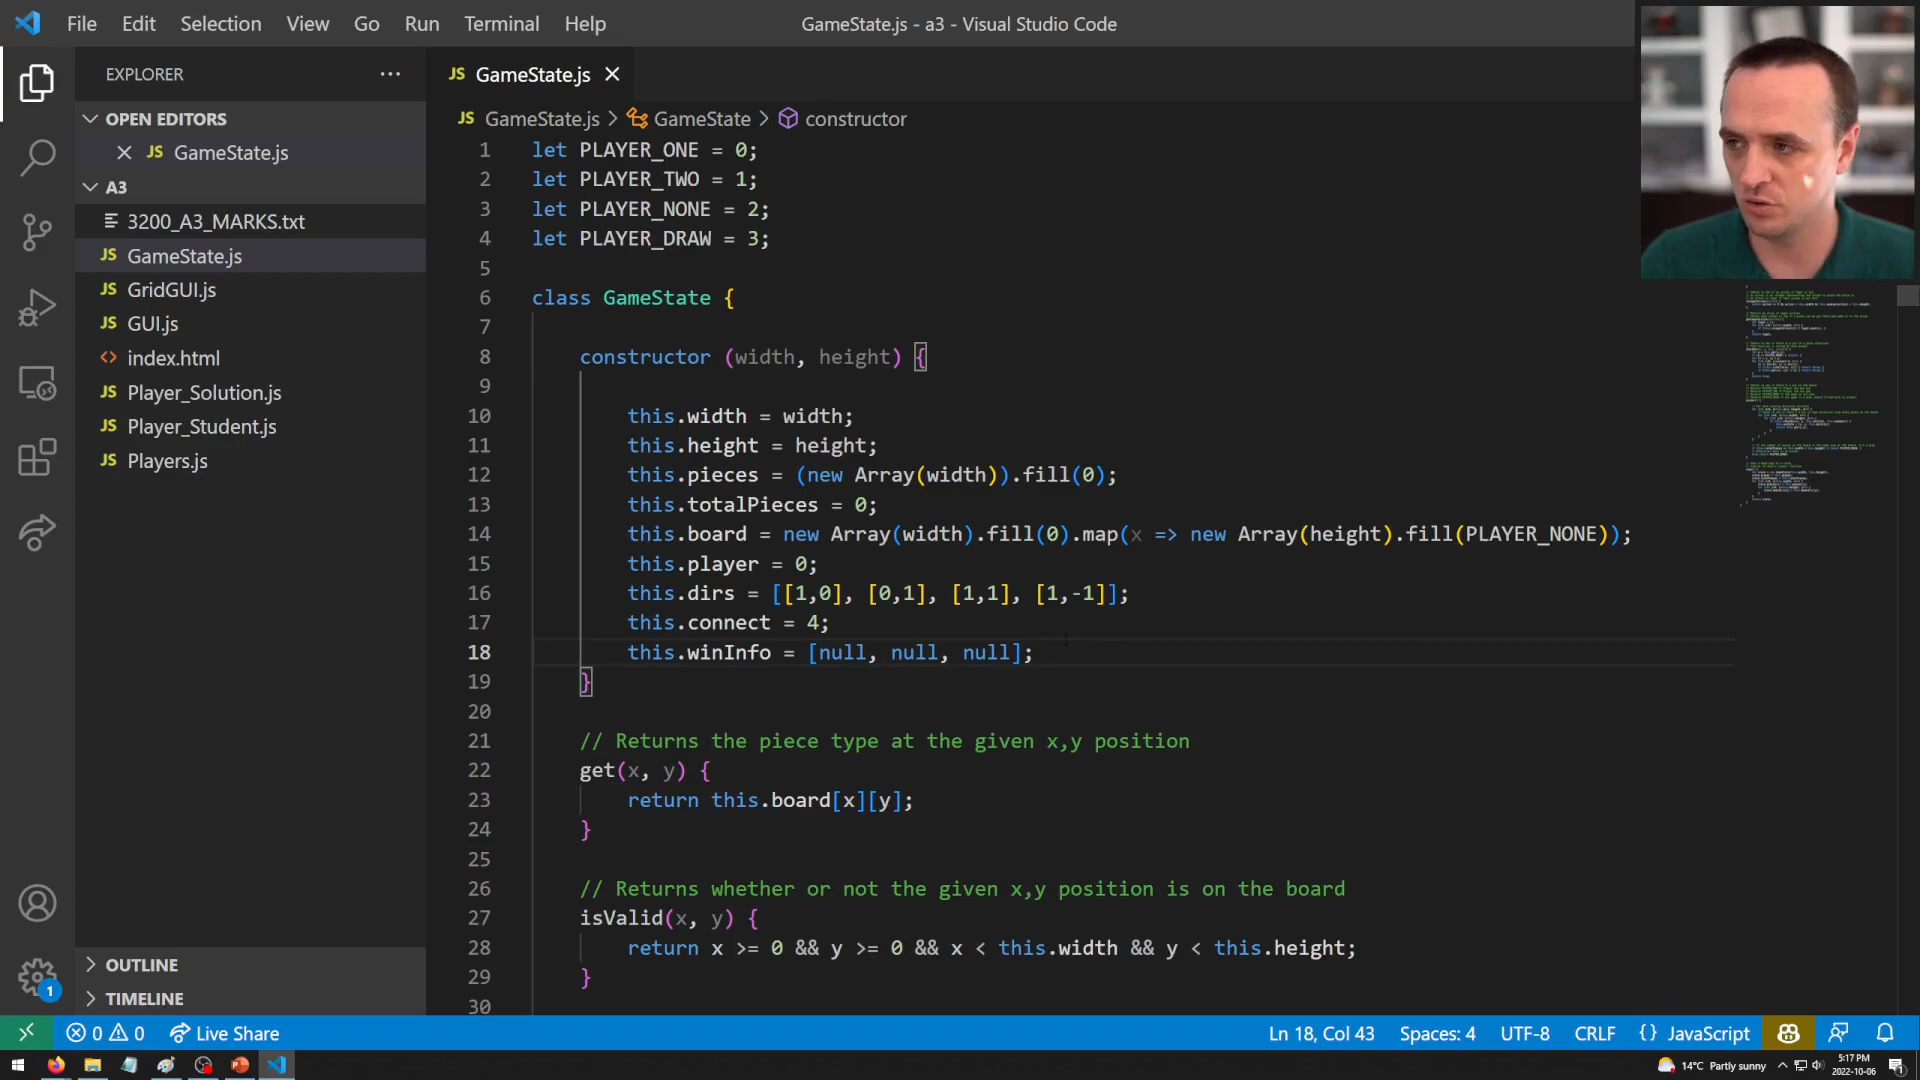 File Edit Selection View Go Run Terminal Help
GameState.js - a3 - Visual Studio Code
EXPLORER
OPEN EDITORS
JS GameState.js
A3
3200_A3_MARKS.txt
JS GameState.js
JS GridGUI.js
JS GUI.js
<> index.html
JS Player_Solution.js
JS Player_Student.js
JS Players.js
OUTLINE
TIMELINE
1
JS GameState.js
JS GameState.js > GameState > constructor
1 let PLAYER_ONE = 0;
2 let PLAYER_TWO = 1;
3 let PLAYER_NONE = 2;
4 let PLAYER_DRAW = 3;
5
6 class GameState {
7
8 constructor (width, height) {
9
10 this.width = width;
11 this.height = height;
12 this.pieces = (new Array(width)).fill(0);
13 this.totalPieces = 0;
14 this.board = new Array(width).fill(0).map(x => new Array(height).fill(PLAYER_NONE));
15 this.player = 0;
16 this.dirs = [[1,0], [0,1], [1,1], [1,-1]];
17 this.connect = 4;
18 this.winInfo = [null, null, null];
19 }
20
21 // Returns the piece type at the given x,y position
22 get(x, y) {
23 return this.board[x][y];
24 }
25
26 // Returns whether or not the given x,y position is on the board
27 isValid(x, y) {
28 return x >= 0 && y >= 0 && x < this.width && y < this.height;
29 }
30
0 0 Live Share
Ln 18, Col 43 Spaces: 4 UTF-8 CRLF {} JavaScript
14°C Partly sunny
5:17 PM
2022-10-06